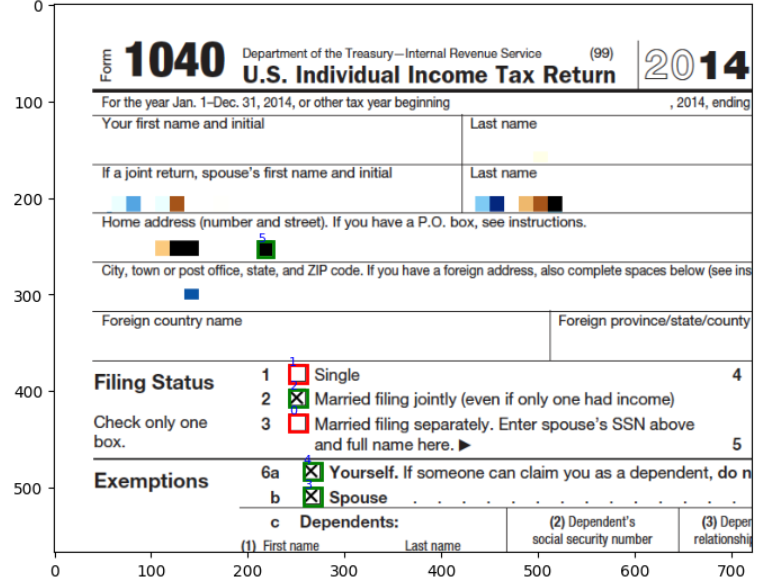 0
Form 1040 Department of the Treasury—Internal Revenue Service (99)
U.S. Individual Income Tax Return 2014
100
For the year Jan. 1–Dec. 31, 2014, or other tax year beginning , 2014, ending
Your first name and initial Last name
If a joint return, spouse's first name and initial Last name
200
Home address (number and street). If you have a P.O. box, see instructions.
5
City, town or post office, state, and ZIP code. If you have a foreign address, also complete spaces below (see ins
300
Foreign country name Foreign province/state/county
1
Filing Status 1 Single 4
400
2 Married filing jointly (even if only one had income)
Check only one box. 3 Married filing separately. Enter spouse's SSN above
and full name here. ▶ 5
4
Exemptions 6a Yourself. If someone can claim you as a dependent, do n
500
b Spouse . . . . . . . . . . . . . .
c Dependents: (2) Dependent's (3) Depen
(1) First name Last name social security number relationship
0 100 200 300 400 500 600 700